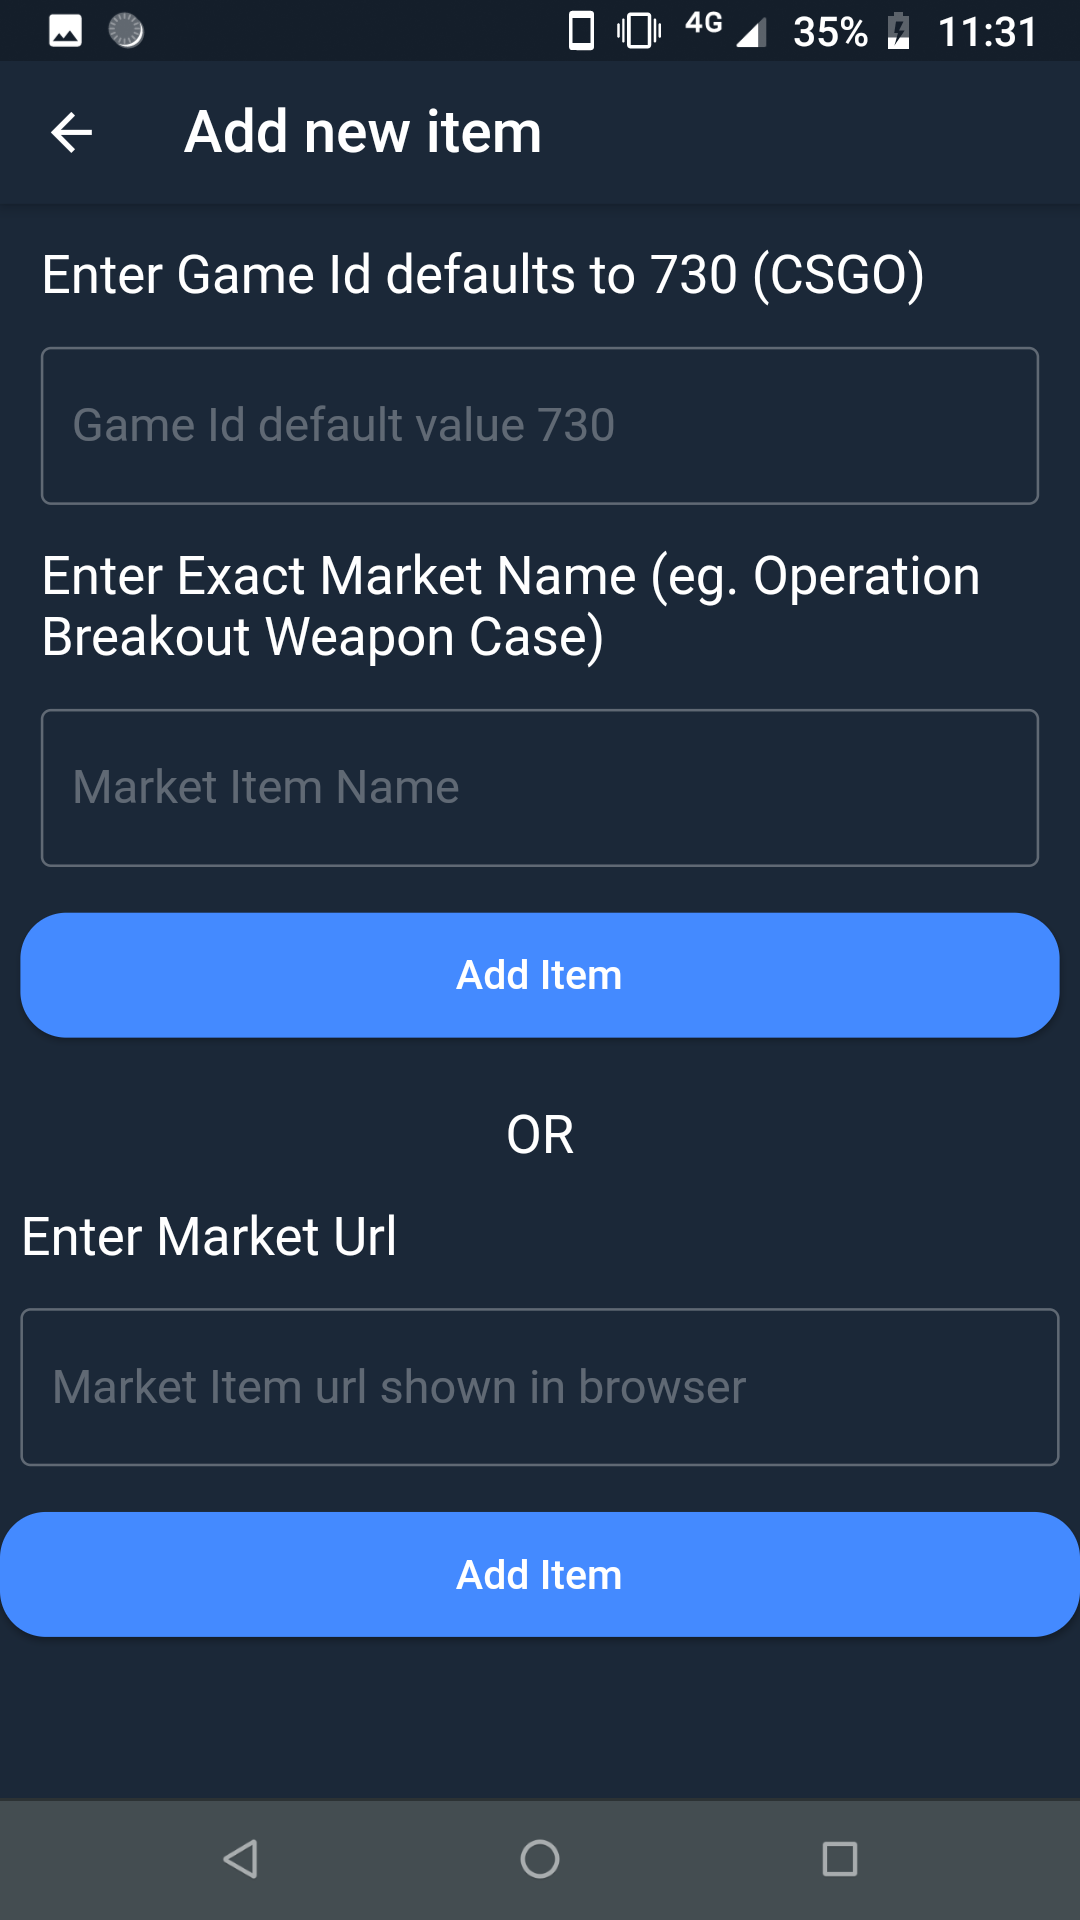 4G 35% 11:31
Add new item
Enter Game Id defaults to 730 (CSGO)
Game Id default value 730
Enter Exact Market Name (eg. Operation
Breakout Weapon Case)
Market Item Name
Add Item
OR
Enter Market Url
Market Item url shown in browser
Add Item